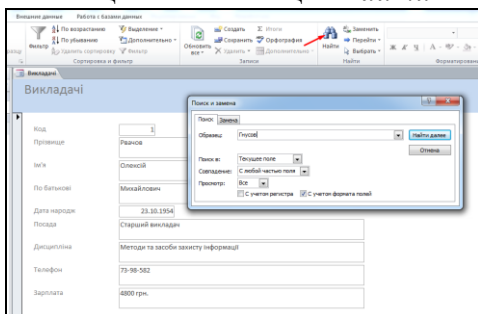 Внешние данные Работа с базами данных
По возрастанию Выделение Создать Итоги Заменить
По убыванию Дополнительно Сохранить Орфография Перейти
Фильтр Удалить сортировку Фильтр Обновить все Удалить Дополнительно Найти Выбрать
Ж К Ч А
Сортировка и фильтр Записи Найти Форматирован
Викладачі
Викладачі
Поиск и замена
Поиск Замена
Образец: Гнусов Найти далее
Отмена
Поиск в: Текущее поле
Совпадение: С любой частью поля
Просмотр: Все
С учетом регистра С учетом формата полей
Код 1
Прізвище Рвачов
Ім'я Олексій
По батькові Михайлович
Дата народже 23.10.1954
Посада Старший викладач
Дисципліна Методи та засоби захисту інформації
Телефон 73-98-582
Зарплата 4800 грн.